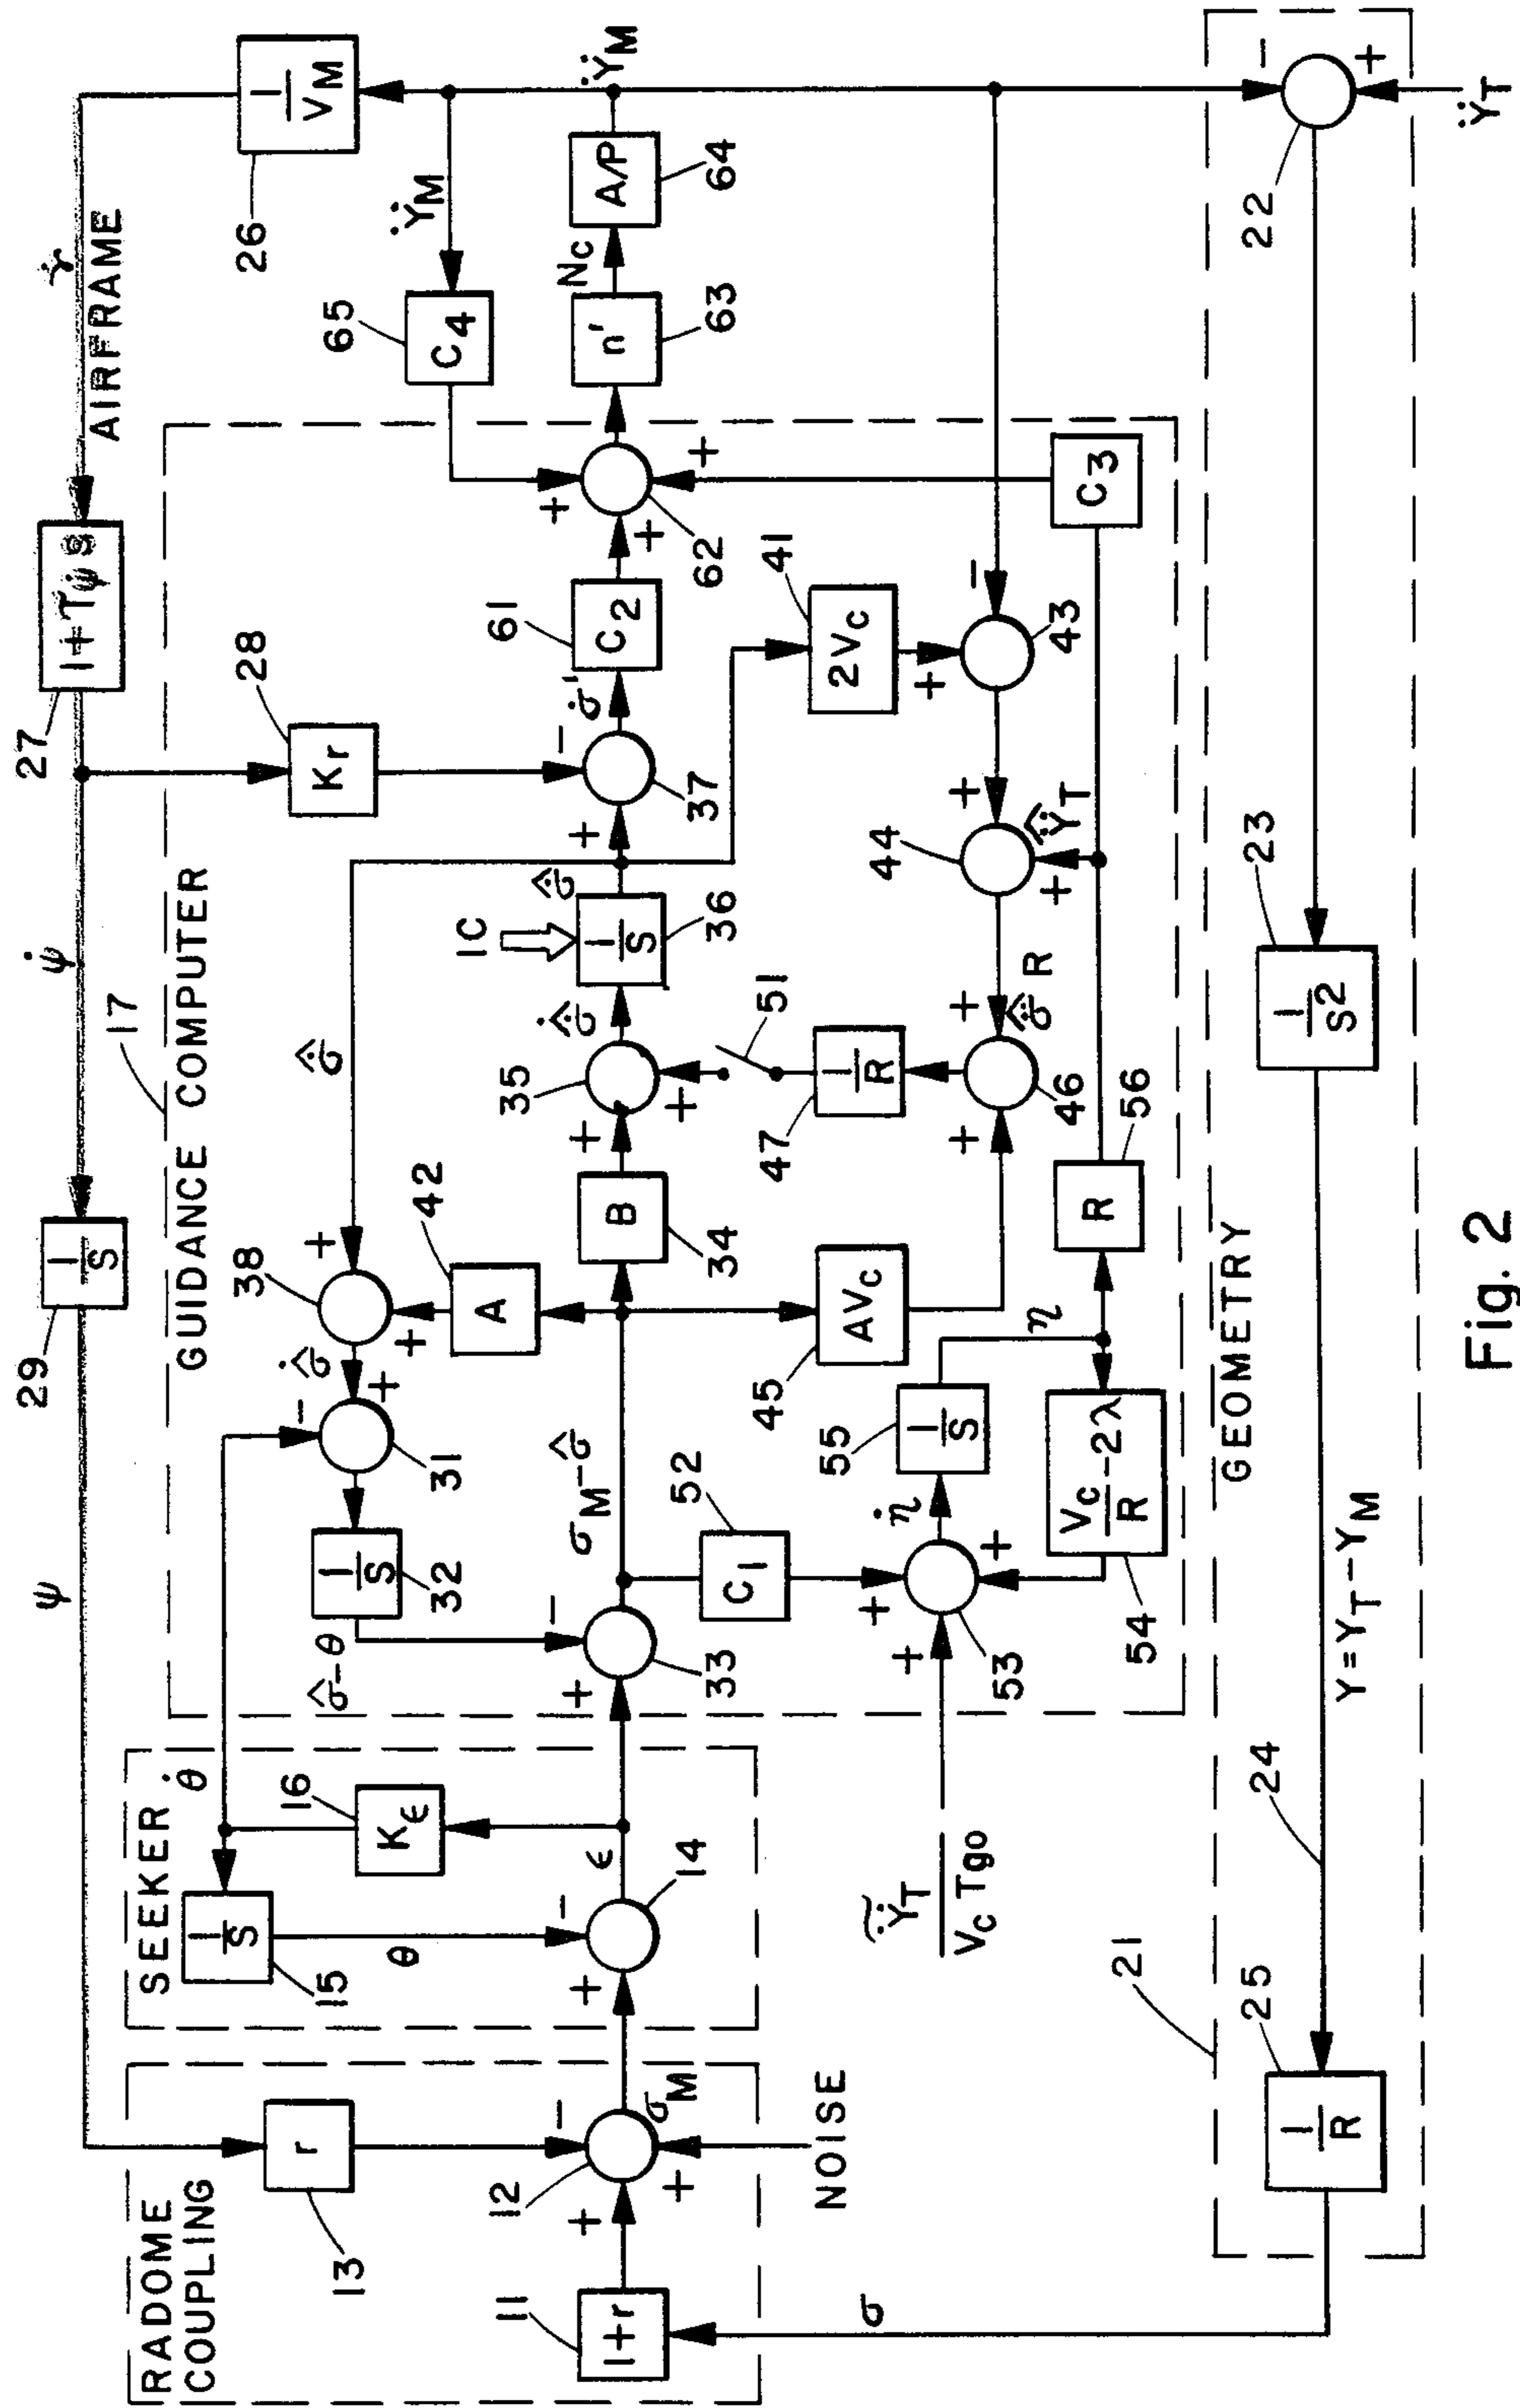 RADOME
COUPLING
SEEKER
GUIDANCE COMPUTER
AIRFRAME
GEOMETRY
NOISE
11
1+r
12
13
r
σ
σM
14
ϵ
15
1/S
θ
16
Kϵ
θ̇
17
ψ
29
1/S
ψ̇
27
1+Tψ̇ S
γ̇
26
1/VM
28
Kr
31
32
1/S
σ̂-θ
33
σM-σ̂
34
B
35
36
1/S
IC
37
σ̇'
38
41
2Vc
42
A
43
44
45
AVc
46
R
47
1/R
51
52
C1
53
54
Vc/R-2λ
55
1/S
η̇
η
56
R
C3
61
C2
62
63
n'
Nc
64
A/P
65
C4
ŸM
ŸM
ŸT
VcTgo
21
22
ŸT
23
1/S2
24
Y=YT-YM
25
1/R
Fig. 2